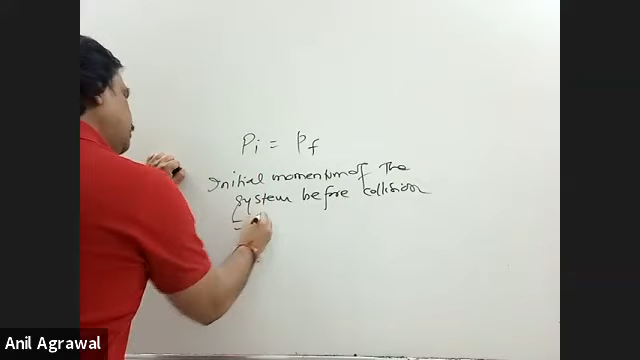 Pi = Pf
Initial momentum of The
system before collision
=
Anil Agrawal